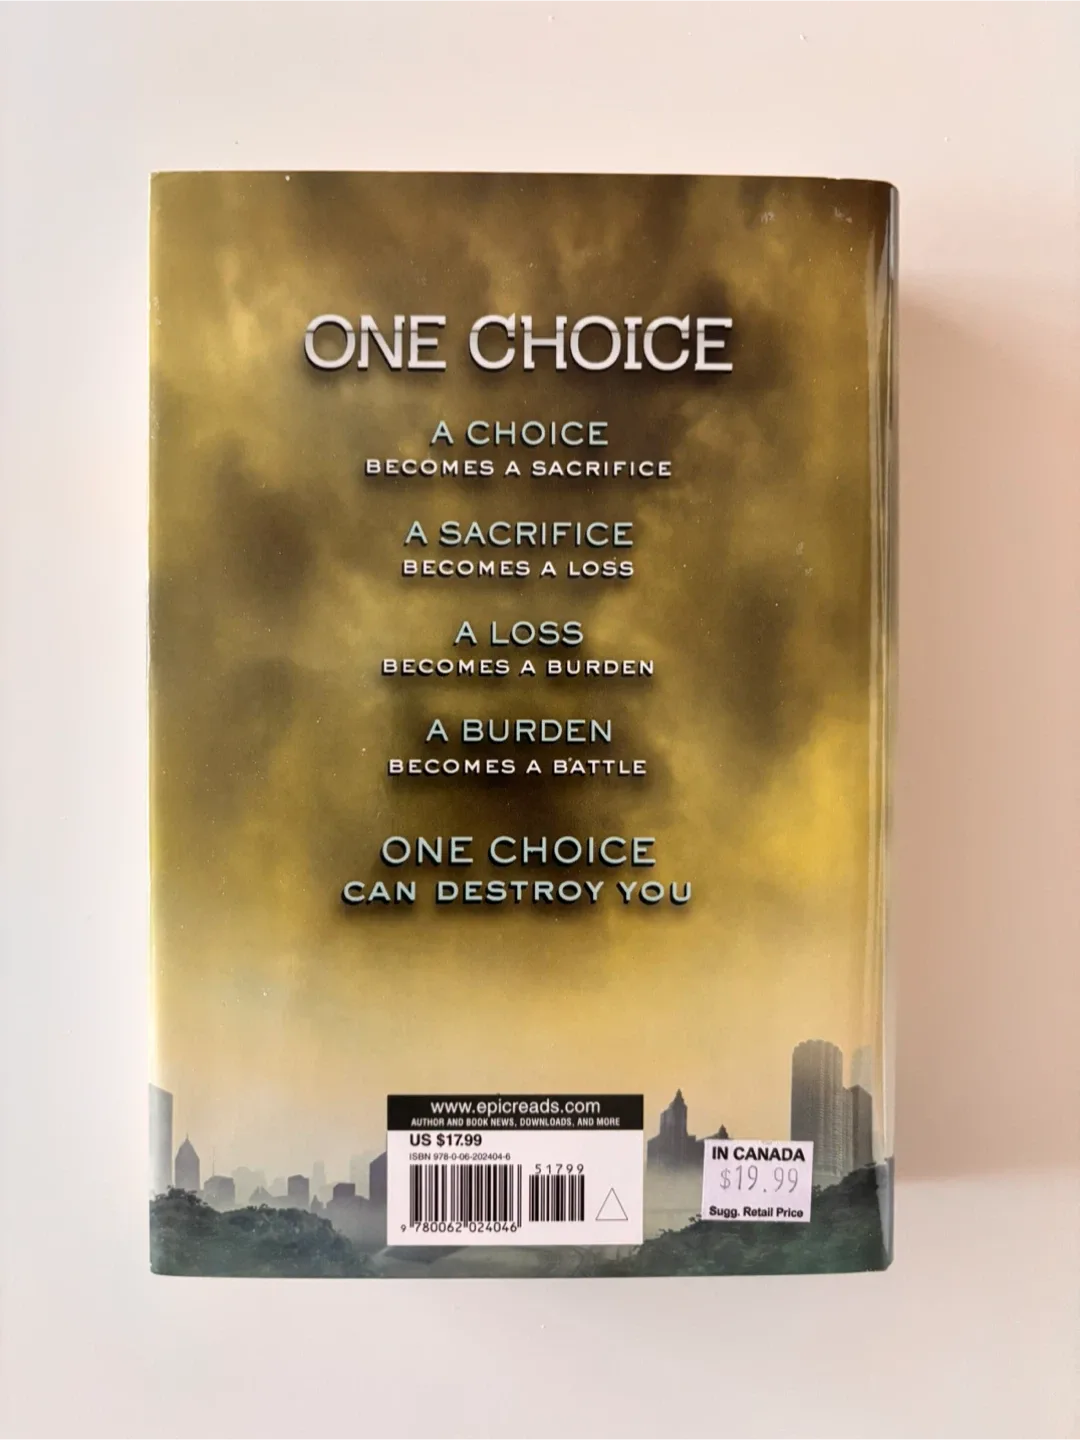 ONE CHOICE
A CHOICE
BECOMES A SACRIFICE
A SACRIFICE
BECOMES A LOSS
A LOSS
BECOMES A BURDEN
A BURDEN
BECOMES A BATTLE
ONE CHOICE
CAN DESTROY YOU
www.epicreads.com
AUTHOR AND BOOK NEWS, DOWNLOADS, AND MORE
US $17.99
ISBN 978-0-06-202404-6
51799
9 780062 024046
IN CANADA
$19.99
Sugg. Retail Price